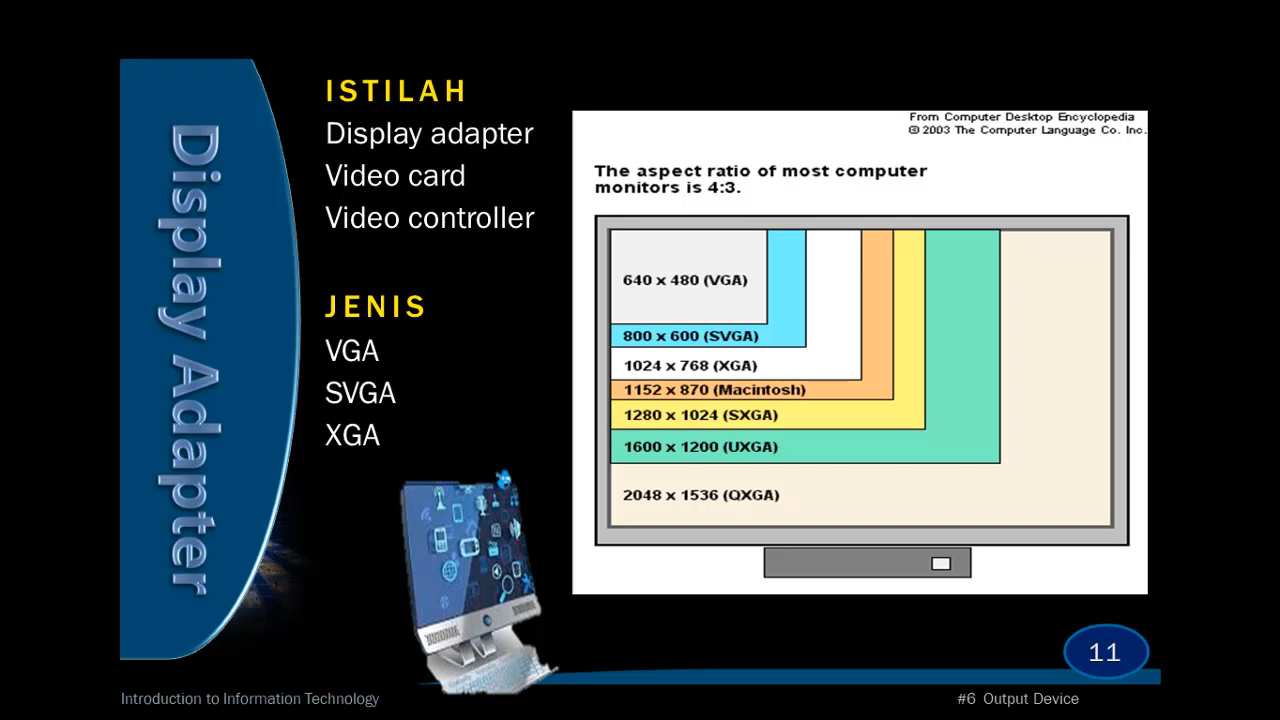 Display Adapter
ISTILAH
Display adapter
Video card
Video controller
JENIS
VGA
SVGA
XGA
From Computer Desktop Encyclopedia
© 2003 The Computer Language Co. Inc.
The aspect ratio of most computer
monitors is 4:3.
640 x 480 (VGA)
800 x 600 (SVGA)
1024 x 768 (XGA)
1152 x 870 (Macintosh)
1280 x 1024 (SXGA)
1600 x 1200 (UXGA)
2048 x 1536 (QXGA)
11
Introduction to Information Technology
#6 Output Device